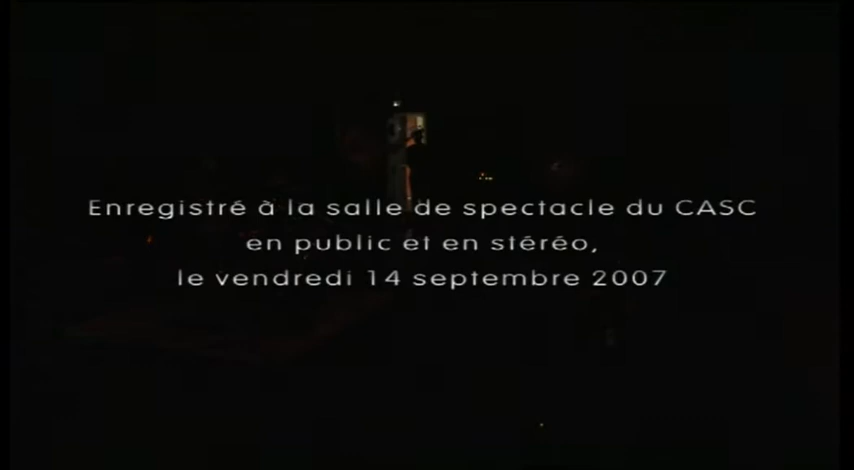 Enregistré à la salle de spectacle du CASC
en public et en stéréo,
le vendredi 14 septembre 2007